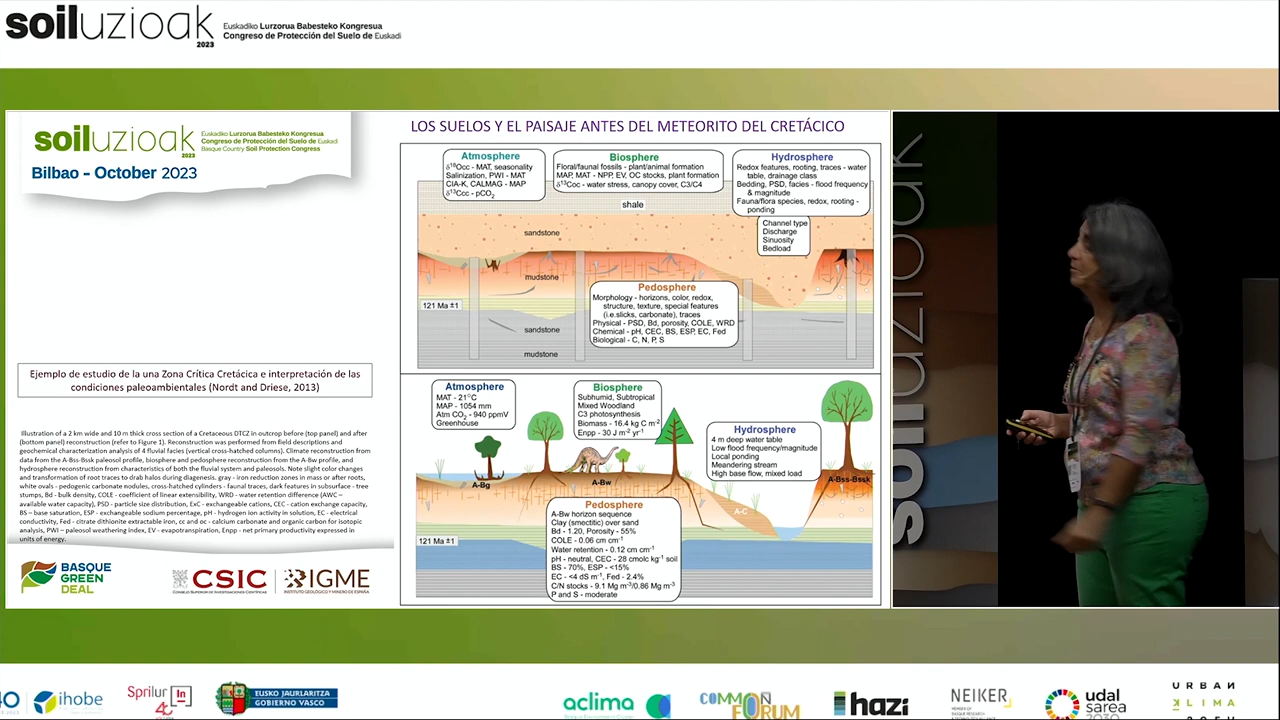 soiluzioak
2023
Euskadiko Lurzorua Babesteko Kongresua
Congreso de Protección del Suelo de Euskadi
soiluzioak
2023
Euskadiko Lurzorua Babesteko Kongresua
Congreso de Protección del Suelo de Euskadi
Basque Country Soil Protection Congress
Bilbao - October 2023
LOS SUELOS Y EL PAISAJE ANTES DEL METEORITO DEL CRETÁCICO
Atmosphere
δ18Occ - MAT, seasonality
Salinization, PWI - MAT
CIA-K, CALMAG - MAP
δ13Ccc - pCO2
Biosphere
Floral/faunal fossils - plant/animal formation
MAP, MAT - NPP, EV, OC stocks, plant formation
δ13Coc - water stress, canopy cover, C3/C4
Hydrosphere
Redox features, rooting, traces - water
table, drainage class
Bedding, PSD, facies - flood frequency
& magnitude
Fauna/flora species, redox, rooting -
ponding
Channel type
Discharge
Sinuosity
Bedload
shale
sandstone
mudstone
121 Ma ±1
sandstone
mudstone
Pedosphere
Morphology - horizons, color, redox,
structure, texture, special features
(i.e.slicks, carbonate), traces
Physical - PSD, Bd, porosity, COLE, WRD
Chemical - pH, CEC, BS, ESP, EC, Fed
Biological - C, N, P, S
Ejemplo de estudio de la una Zona Crítica Cretácica e interpretación de las
condiciones paleoambientales (Nordt and Driese, 2013)
Illustration of a 2 km wide and 10 m thick cross section of a Cretaceous DTCZ in outcrop before (top panel) and after
(bottom panel) reconstruction (refer to Figure 1). Reconstruction was performed from field descriptions and
geochemical characterization analysis of 4 fluvial facies (vertical cross-hatched columns). Climate reconstruction from
data from the A-Bss-Bssk paleosol profile, biosphere and pedosphere reconstruction from the A-Bw profile, and
hydrosphere reconstruction from characteristics of both the fluvial system and paleosols. Note slight color changes
and transformation of root traces to drab halos during diagenesis. gray - iron reduction zones in mass or after roots,
white ovals - pedogenic carbonate nodules, cross-hatched cylinders - faunal traces, dark features in subsurface - tree
stumps, Bd - bulk density, COLE - coefficient of linear extensibility, WRD - water retention difference (AWC –
available water capacity), PSD - particle size distribution, ExC - exchangeable cations, CEC - cation exchange capacity,
BS – base saturation, ESP - exchangeable sodium percentage, pH - hydrogen ion activity in solution, EC - electrical
conductivity, Fed - citrate dithionite extractable iron, cc and oc - calcium carbonate and organic carbon for isotopic
analysis, PWI – paleosol weathering index, EV - evapotranspiration, Enpp - net primary productivity expressed in
units of energy.
Atmosphere
MAT - 21°C
MAP - 1054 mm
Atm CO2 - 940 ppmV
Greenhouse
Biosphere
Subhumid, Subtropical
Mixed Woodland
C3 photosynthesis
Biomass - 16.4 kg C m-2
Enpp - 30 J m-2 yr-1
Hydrosphere
4 m deep water table
Low flood frequency/magnitude
Local ponding
Meandering stream
High base flow, mixed load
A-Bg
A-Bw
A-C
A-Bss-Bssk
121 Ma ±1
Pedosphere
A-Bw horizon sequence
Clay (smectitic) over sand
Bd - 1.20, Porosity - 55%
COLE - 0.06 cm cm-1
Water retention - 0.12 cm cm-1
pH - neutral, CEC - 28 cmolc kg-1 soil
BS - 70%, ESP - <15%
EC - <4 dS m-1, Fed - 2.4%
C/N stocks - 9.1 Mg m-3/0.86 Mg m-3
P and S - moderate
BASQUE
GREEN
DEAL
CSIC
CONSEJO SUPERIOR DE INVESTIGACIONES CIENTÍFICAS
IGME
INSTITUTO GEOLÓGICO Y MINERO DE ESPAÑA
soiluzioak
ihobe
Sprilur
EUSKO JAURLARITZA
GOBIERNO VASCO
aclima
COMMON
FORUM
hazi
NEIKER
udal
sarea
2030
URBAN
KLIMA